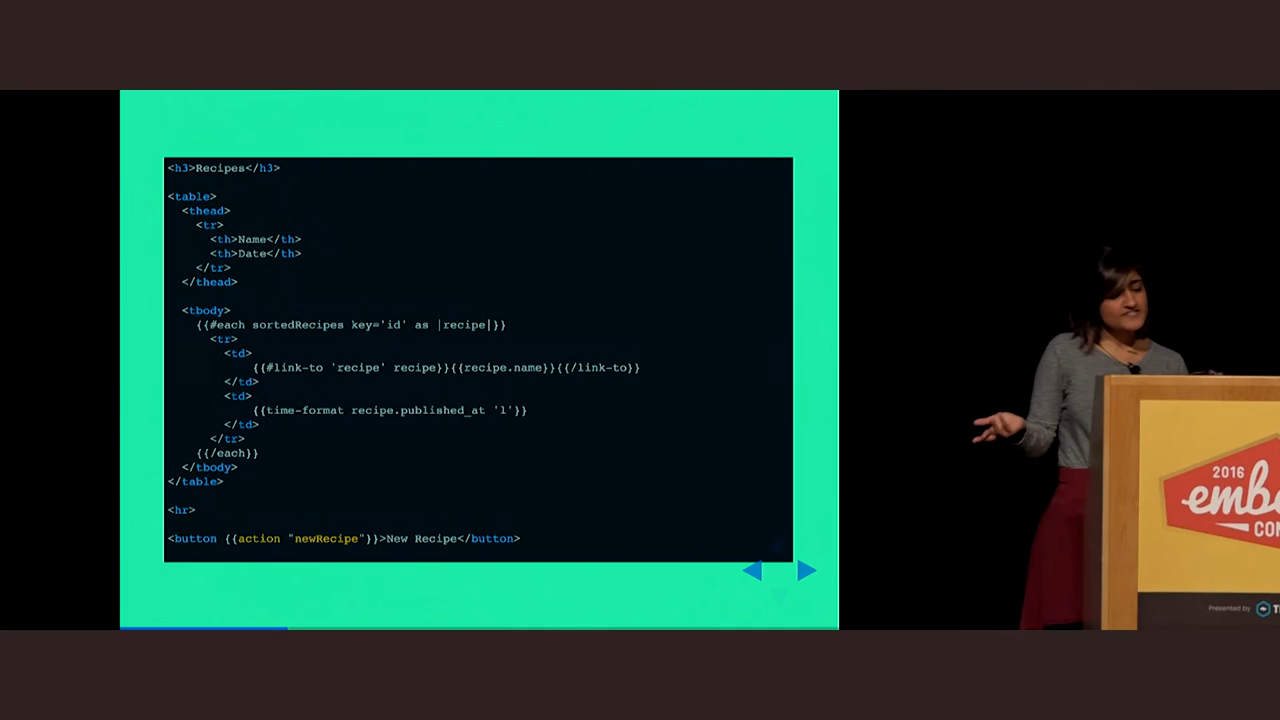 <h3>Recipes</h3>
<table>
<thead>
<tr>
<th>Name</th>
<th>Date</th>
</tr>
</thead>
<tbody>
{{#each sortedRecipes key='id' as |recipe|}}
<tr>
<td>
{{#link-to 'recipe' recipe}}{{recipe.name}}{{/link-to}}
</td>
<td>
{{time-format recipe.published_at 'l'}}
</td>
</tr>
{{/each}}
</tbody>
</table>
<hr>
<button {{action "newRecipe"}}>New Recipe</button>
2016
Presented by